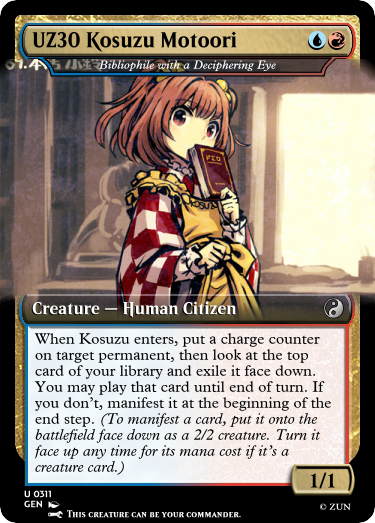 UZ30 Kosuzu Motoori
Bibliophile with a Deciphering Eye
Creature — Human Citizen
When Kosuzu enters, put a charge counter
on target permanent, then look at the top
card of your library and exile it face down.
You may play that card until end of turn. If
you don't, manifest it at the beginning of the
end step. (To manifest a card, put it onto the
battlefield face down as a 2/2 creature. Turn it
face up any time for its mana cost if it's a
creature card.)
1/1
U 0311
GEN
© ZUN
THIS CREATURE CAN BE YOUR COMMANDER.